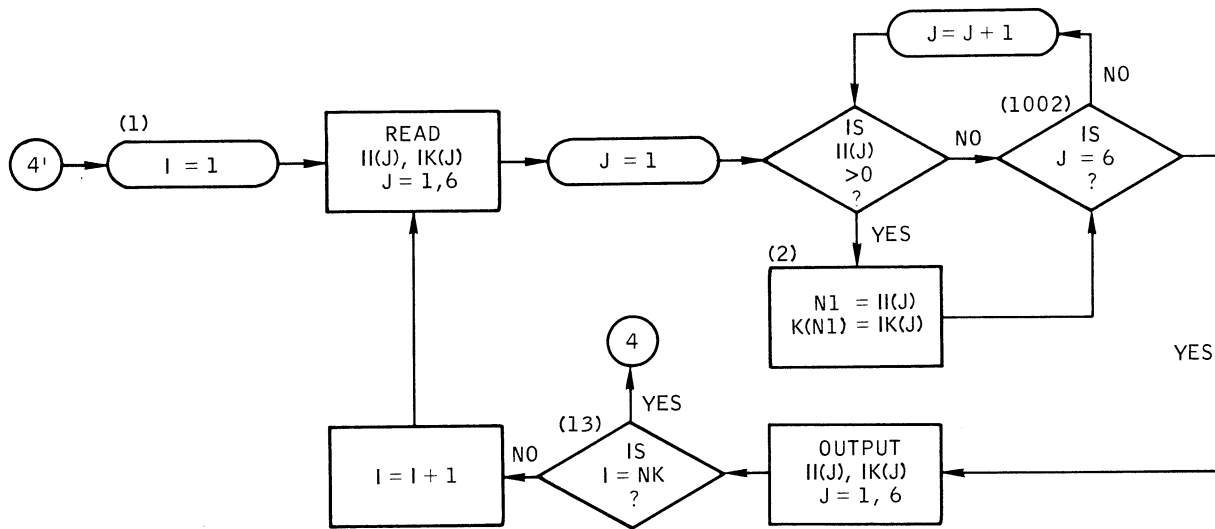 4'
(1)
I = 1
READ
II(J), IK(J)
J = 1,6
J = 1
J = J + 1
IS
II(J)
>0
?
NO
YES
(1002)
IS
J = 6
?
NO
YES
(2)
N1 = II(J)
K(N1) = IK(J)
OUTPUT
II(J), IK(J)
J = 1, 6
(13)
IS
I = NK
?
YES
4
NO
I = I + 1